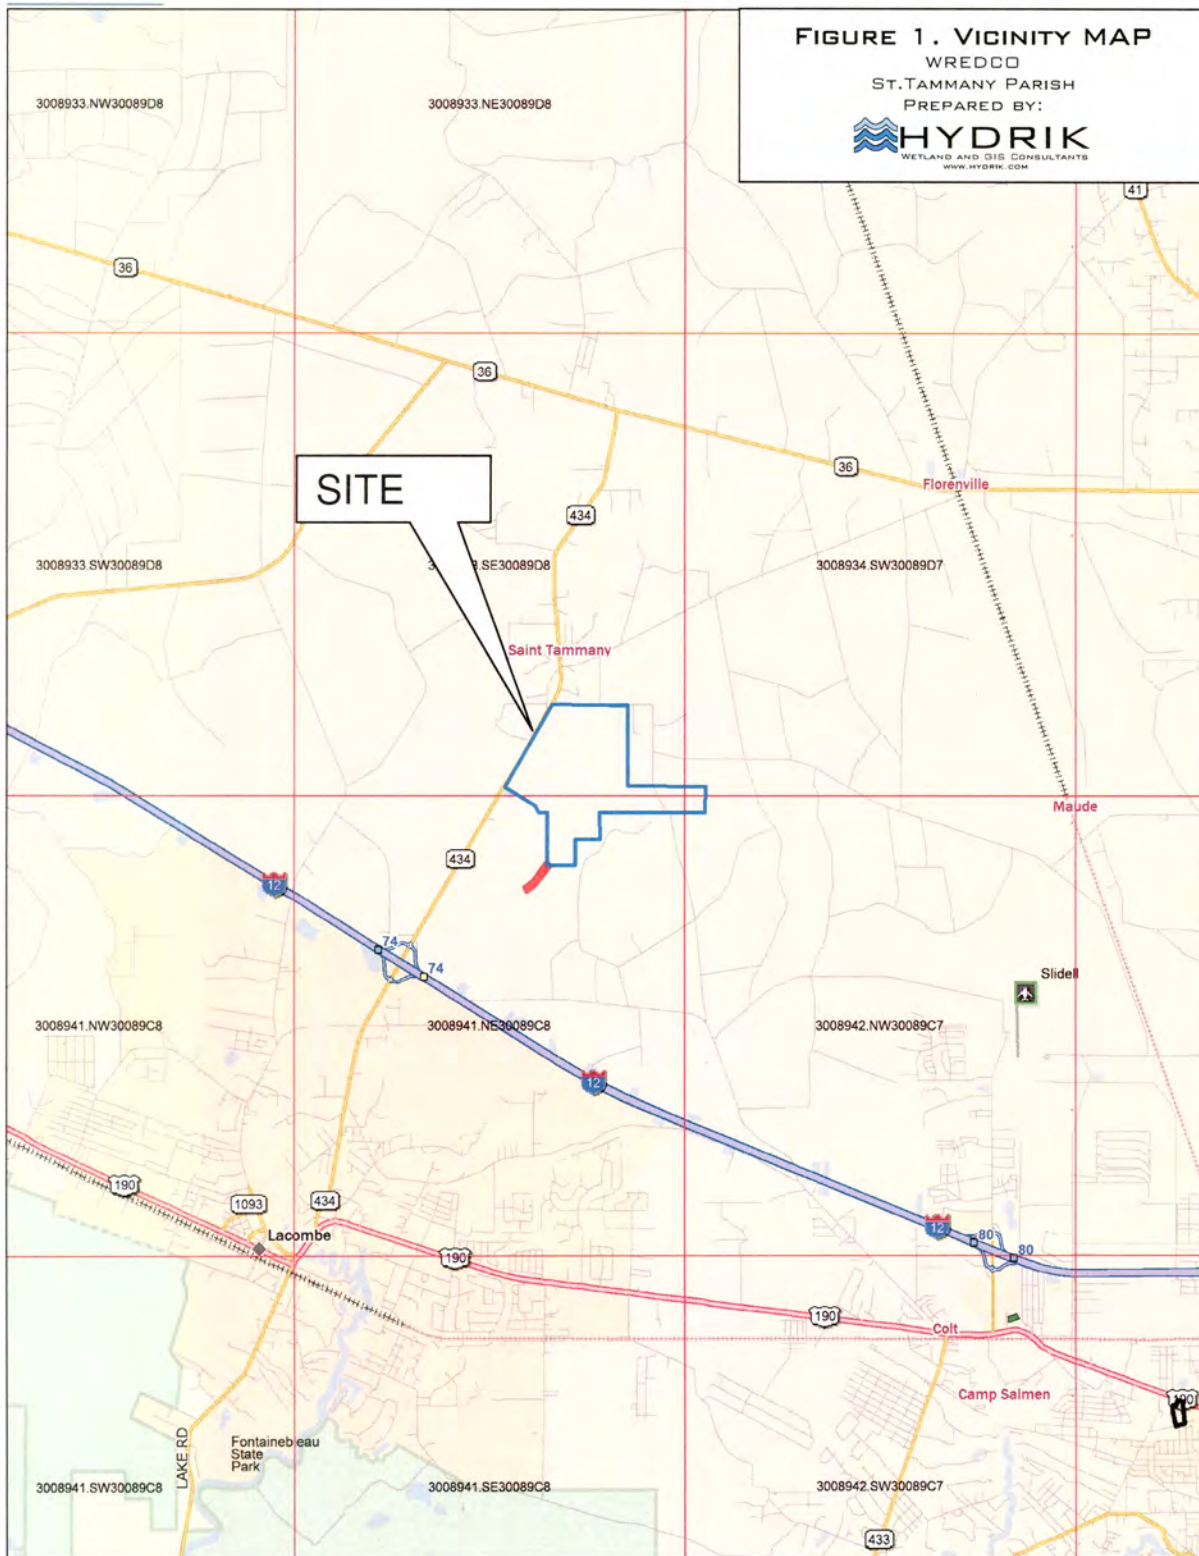 FIGURE 1. VICINITY MAP
WREDCO
ST.TAMMANY PARISH
PREPARED BY:
HYDRIK
WETLAND AND GIS CONSULTANTS
WWW.HYDRIK.COM
3008933.NW30089D8
3008933.NE30089D8
41
36
36
36
Florenville
SITE
434
3008933.SW30089D8
.SE30089D8
3008934.SW30089D7
Saint Tammany
Maude
434
12
74
74
Slidell
3008941.NW30089C8
3008941.NE30089C8
3008942.NW30089C7
12
190
1093
434
Lacombe
190
12
80
80
190
Colt
Camp Salmen
190
LAKE RD
Fontainebleau
State
Park
3008941.SW30089C8
3008941.SE30089C8
3008942.SW30089C7
433